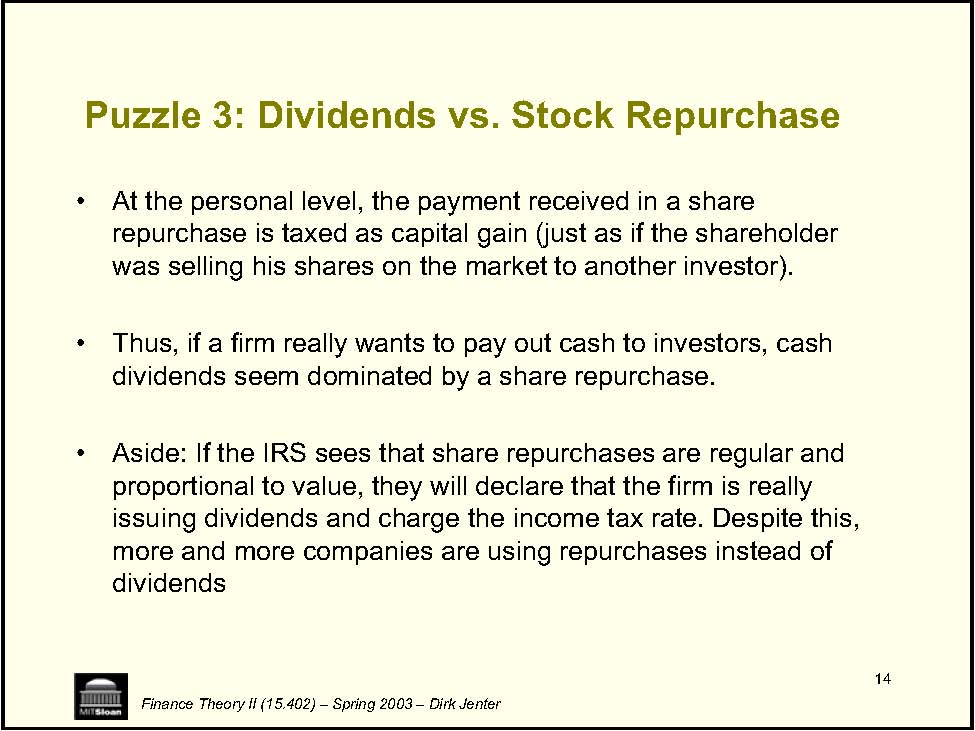 Puzzle 3: Dividends vs. Stock Repurchase
• At the personal level, the payment received in a share
repurchase is taxed as capital gain (just as if the shareholder
was selling his shares on the market to another investor).
• Thus, if a firm really wants to pay out cash to investors, cash
dividends seem dominated by a share repurchase.
• Aside: If the IRS sees that share repurchases are regular and
proportional to value, they will declare that the firm is really
issuing dividends and charge the income tax rate. Despite this,
more and more companies are using repurchases instead of
dividends
14
MITSloan
Finance Theory II (15.402) – Spring 2003 – Dirk Jenter